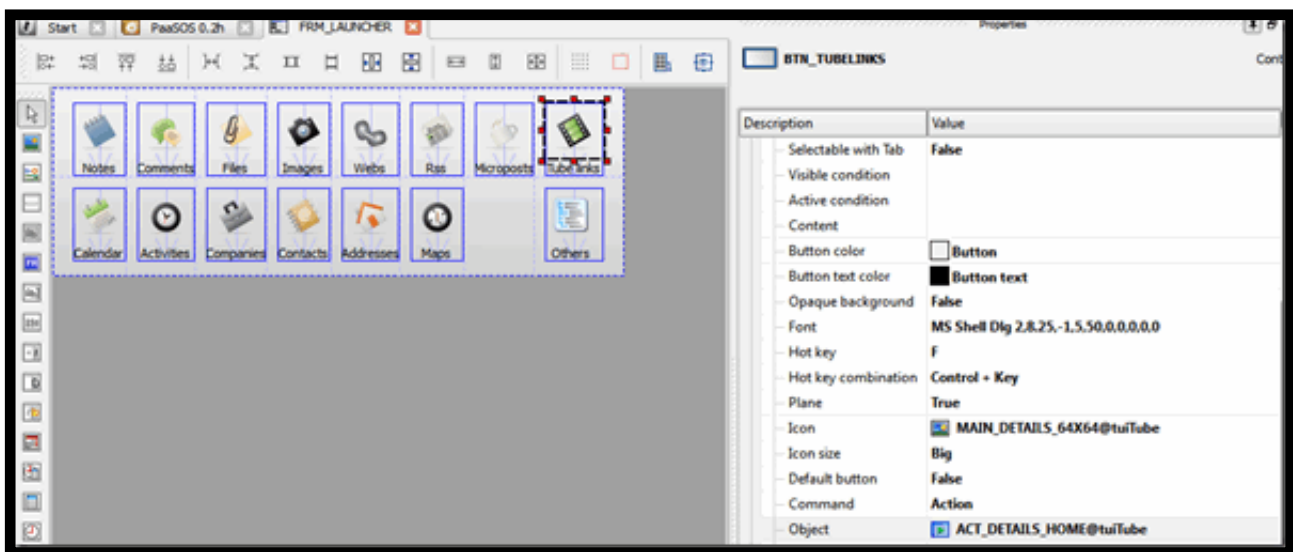 Start PaaSOS 0.2h FRM_LAUNCHER
Properties
BTN_TUBELINKS Cont
Notes Comments Files Images Webs Rss Microposts Tube links
Calendar Activities Companies Contacts Addresses Maps Others
Description Value
Selectable with Tab False
Visible condition
Active condition
Content
Button color Button
Button text color Button text
Opaque background False
Font MS Shell Dlg 2,8.25,-1,5,50,0,0,0,0,0
Hot key F
Hot key combination Control + Key
Plane True
Icon MAIN_DETAILS_64X64@tuiTube
Icon size Big
Default button False
Command Action
Object ACT_DETAILS_HOME@tuiTube